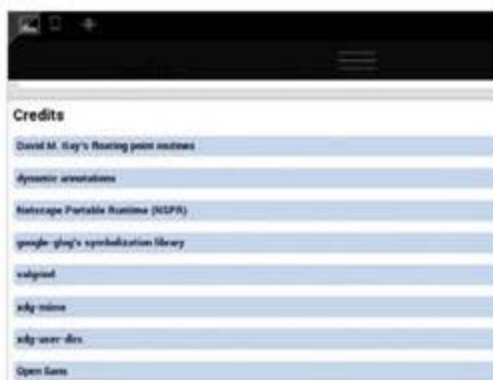 Credits
David M. Gay's floating point routines
dynamic annotations
Netscape Portable Runtime (NSPR)
google-glog's symbolization library
valgrind
xdg-mime
xdg-user-dirs
Open Sans